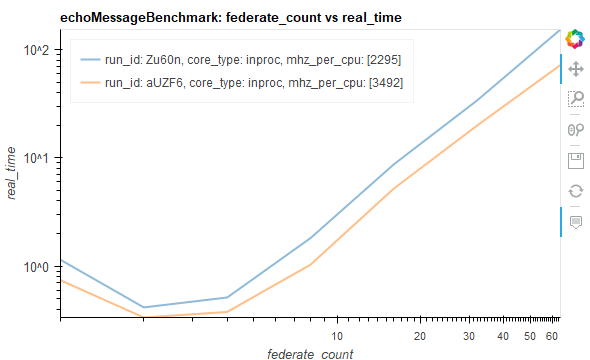 echoMessageBenchmark: federate_count vs real_time
run_id: Zu60n, core_type: inproc, mhz_per_cpu: [2295]
run_id: aUZF6, core_type: inproc, mhz_per_cpu: [3492]
10^2
10^1
10^0
real_time
10 20 30 40 50 60
federate_count